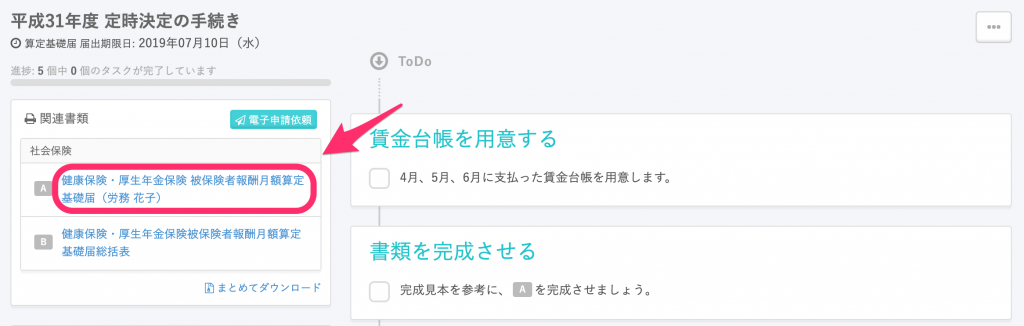 平成31年度 定時決定の手続き
算定基礎届 届出期限日: 2019年07月10日（水）
進捗: 5 個中 0 個のタスクが完了しています
関連書類
電子申請依頼
社会保険
A
健康保険・厚生年金保険 被保険者報酬月額算定
基礎届（労務 花子）
B
健康保険・厚生年金保険被保険者報酬月額算定
基礎届総括表
まとめてダウンロード
ToDo
賃金台帳を用意する
4月、5月、6月に支払った賃金台帳を用意します。
書類を完成させる
完成見本を参考に、 A を完成させましょう。